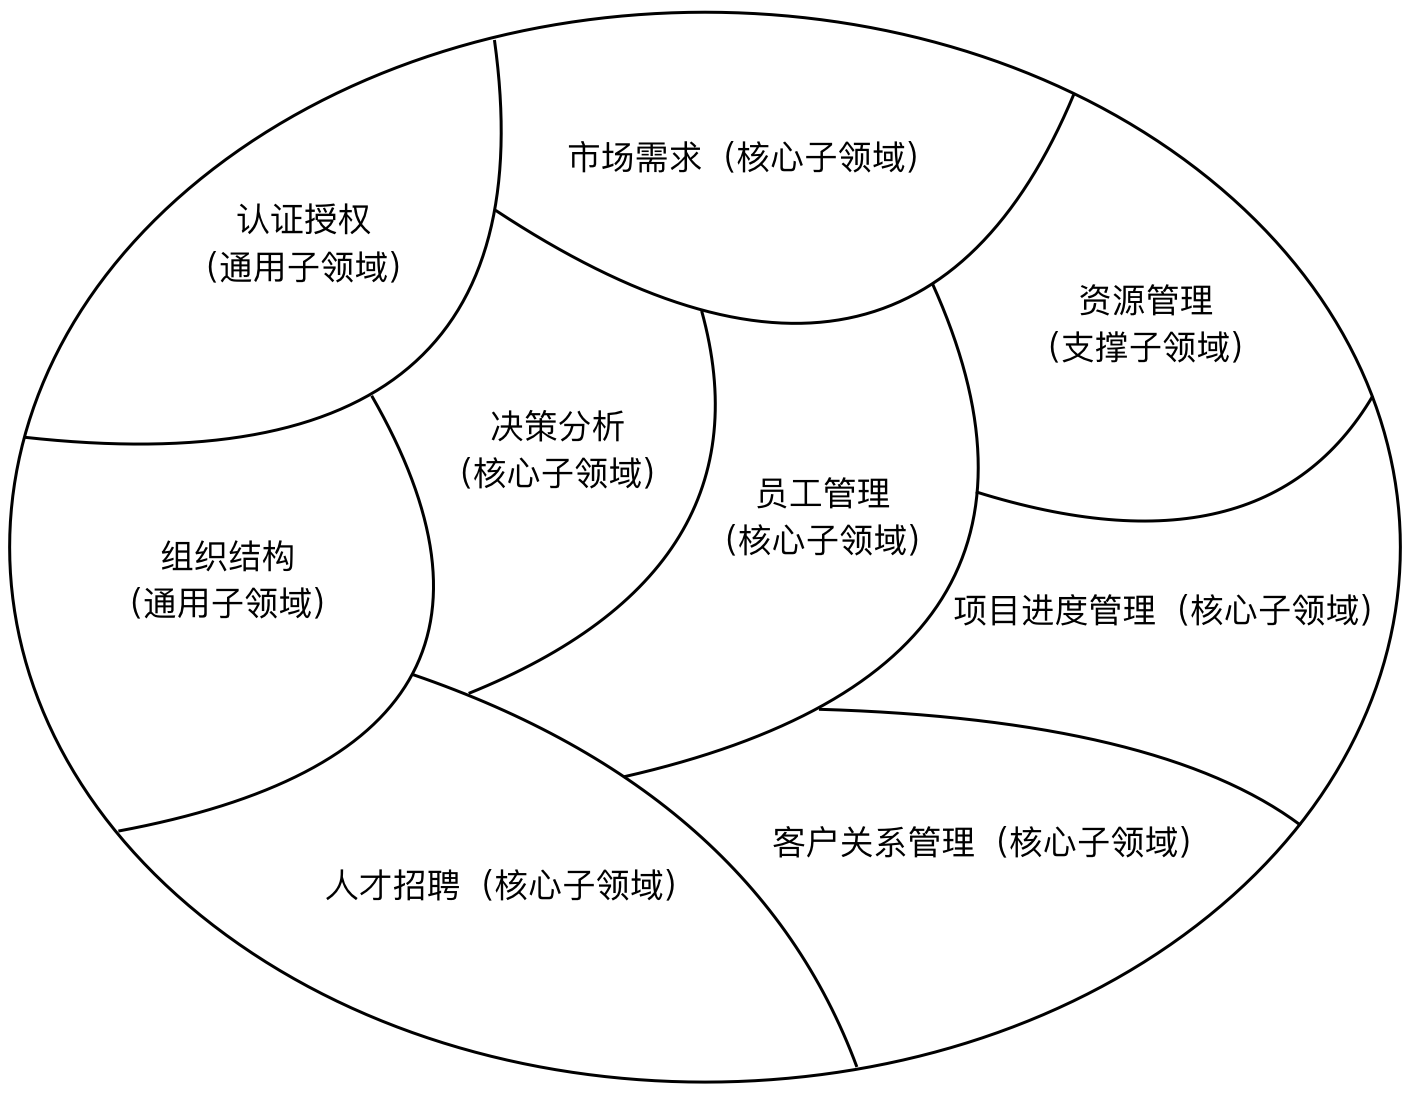 市场需求（核心子领域）
认证授权
（通用子领域）
资源管理
（支撑子领域）
决策分析
（核心子领域）
员工管理
（核心子领域）
组织结构
（通用子领域）
项目进度管理（核心子领域）
客户关系管理（核心子领域）
人才招聘（核心子领域）